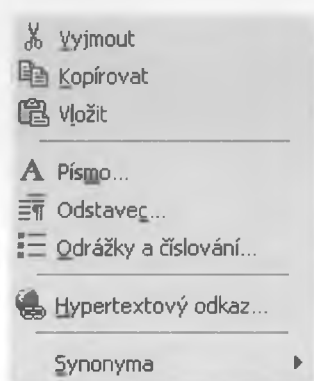 Vyjmout
Kopírovat
Vložit
Písmo...
Odstavec...
Odrážky a číslování...
Hypertextový odkaz...
Synonyma